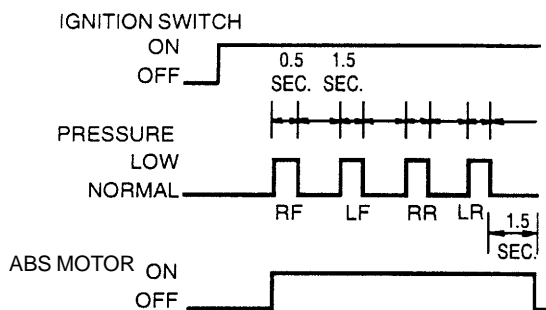 IGNITION SWITCH
ON
OFF
0.5 1.5
SEC. SEC.
PRESSURE
LOW
NORMAL
RF LF RR LR
1.5
SEC.
ABS MOTOR ON
OFF